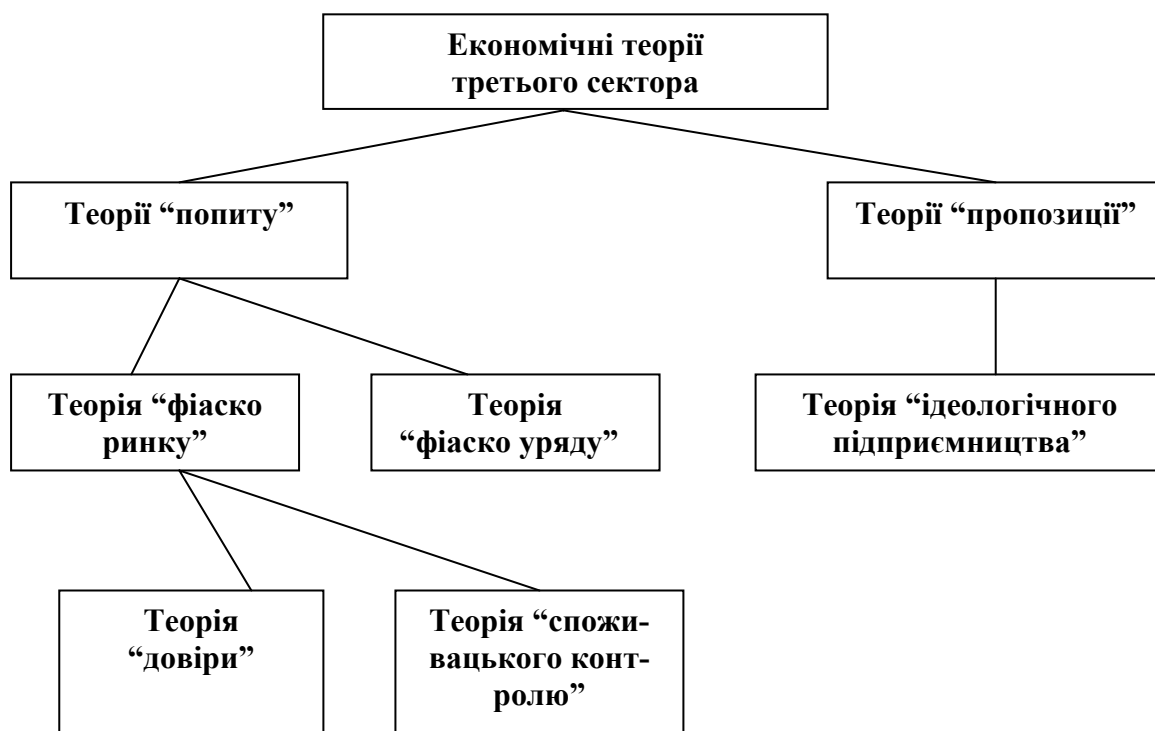 Економічні теорії
третього сектора
Теорії “попиту”
Теорії “пропозиції”
Теорія “фіаско
ринку”
Теорія
“фіаско уряду”
Теорія “ідеологічного
підприємництва”
Теорія
“довіри”
Теорія “спожи-
вацького конт-
ролю”